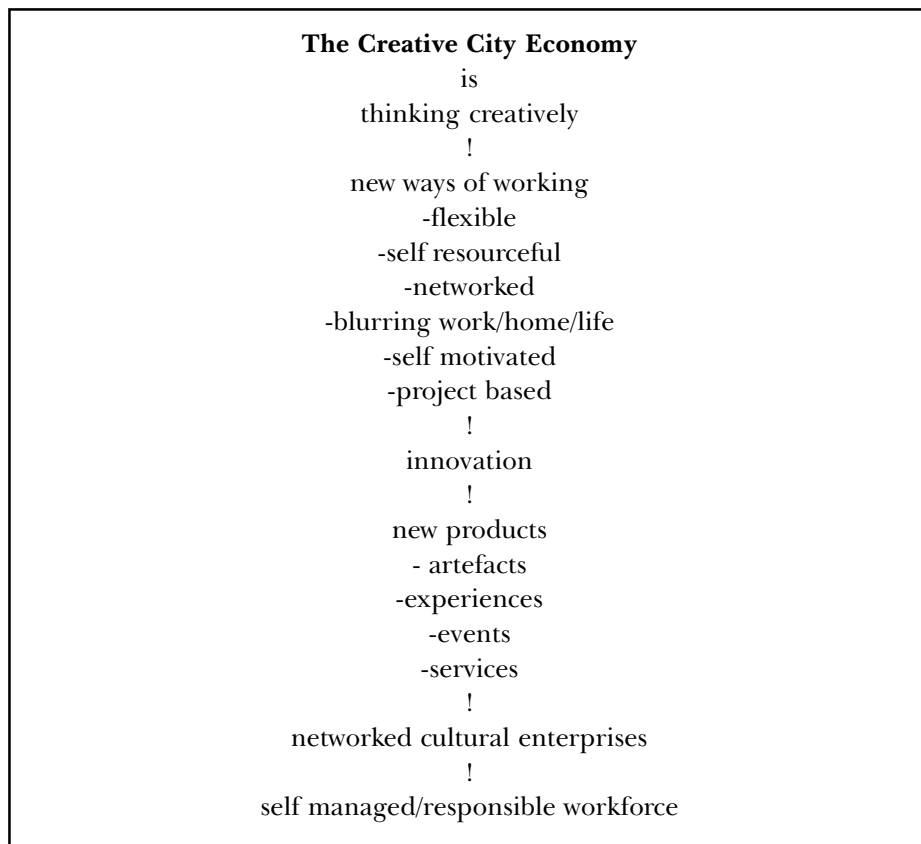 The Creative City Economy
is
thinking creatively
!
new ways of working
-flexible
-self resourceful
-networked
-blurring work/home/life
-self motivated
-project based
!
innovation
!
new products
- artefacts
-experiences
-events
-services
!
networked cultural enterprises
!
self managed/responsible workforce